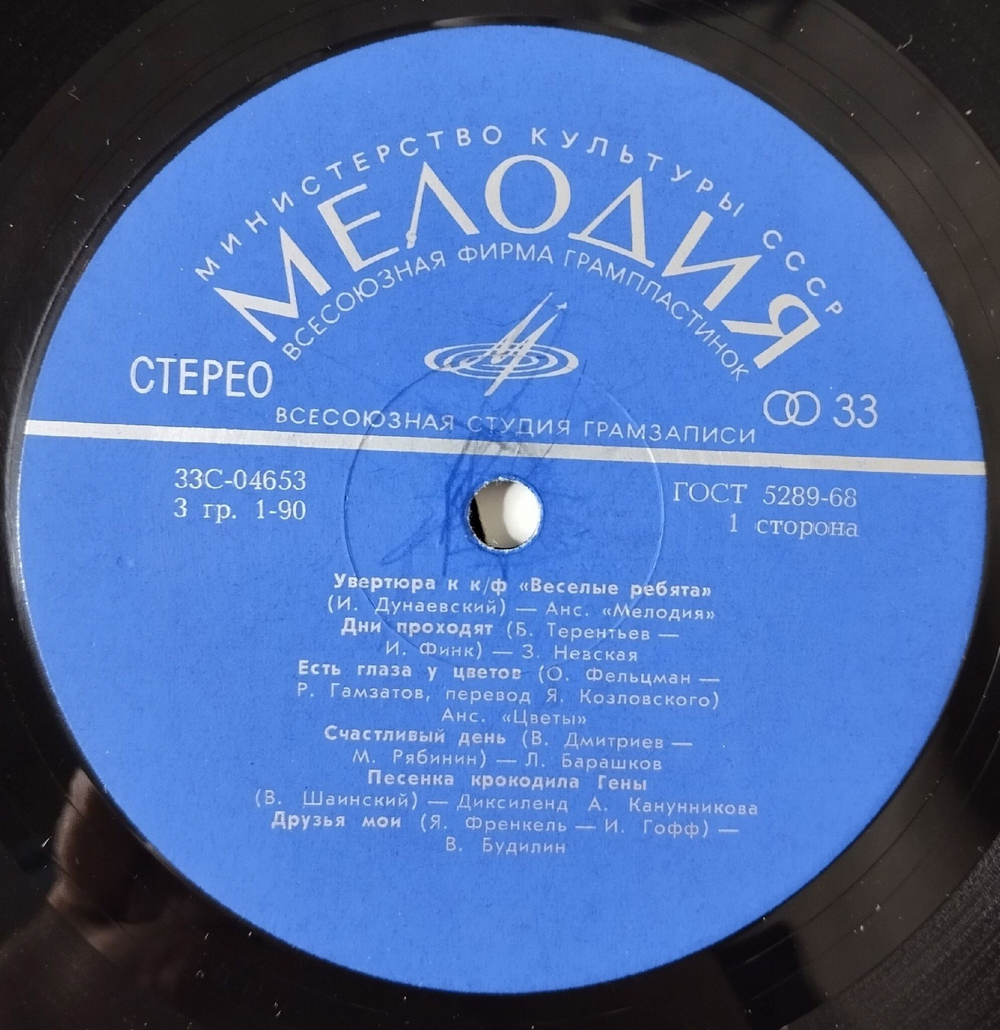 МИНИСТЕРСТВО КУЛЬТУРЫ СССР
МЕЛОДИЯ
ВСЕСОЮЗНАЯ ФИРМА ГРАМПЛАСТИНОК
СТЕРЕО
33
ВСЕСОЮЗНАЯ СТУДИЯ ГРАМЗАПИСИ
33С-04653
3 гр. 1-90
ГОСТ 5289-68
1 сторона
Увертюра к к/ф «Веселые ребята»
(И. Дунаевский) — Анс. «Мелодия»
Дни проходят (Б. Терентьев —
И. Финк) — З. Невская
Есть глаза у цветов (О. Фельцман —
Р. Гамзатов, перевод Я. Козловского)
Анс. «Цветы»
Счастливый день (В. Дмитриев —
М. Рябинин) — Л. Барашков
Песенка крокодила Гены
(В. Шаинский) — Диксиленд А. Канунникова
Друзья мои (Я. Френкель — И. Гофф) —
В. Будилин